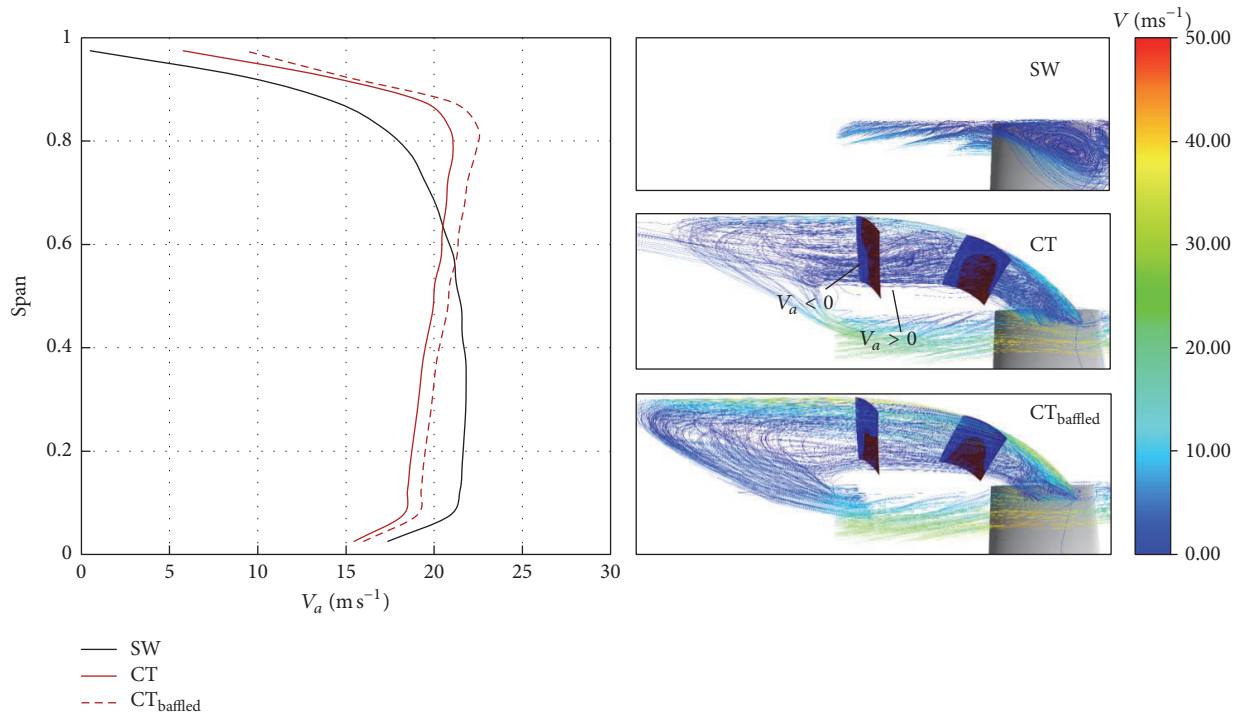 1
0.8
0.6
0.4
0.2
0
Span
0 5 10 15 20 25 30
V_a (m s⁻¹)
SW
CT
CT_baffled
SW
CT
V_a < 0
V_a > 0
CT_baffled
V (ms⁻¹)
50.00
40.00
30.00
20.00
10.00
0.00